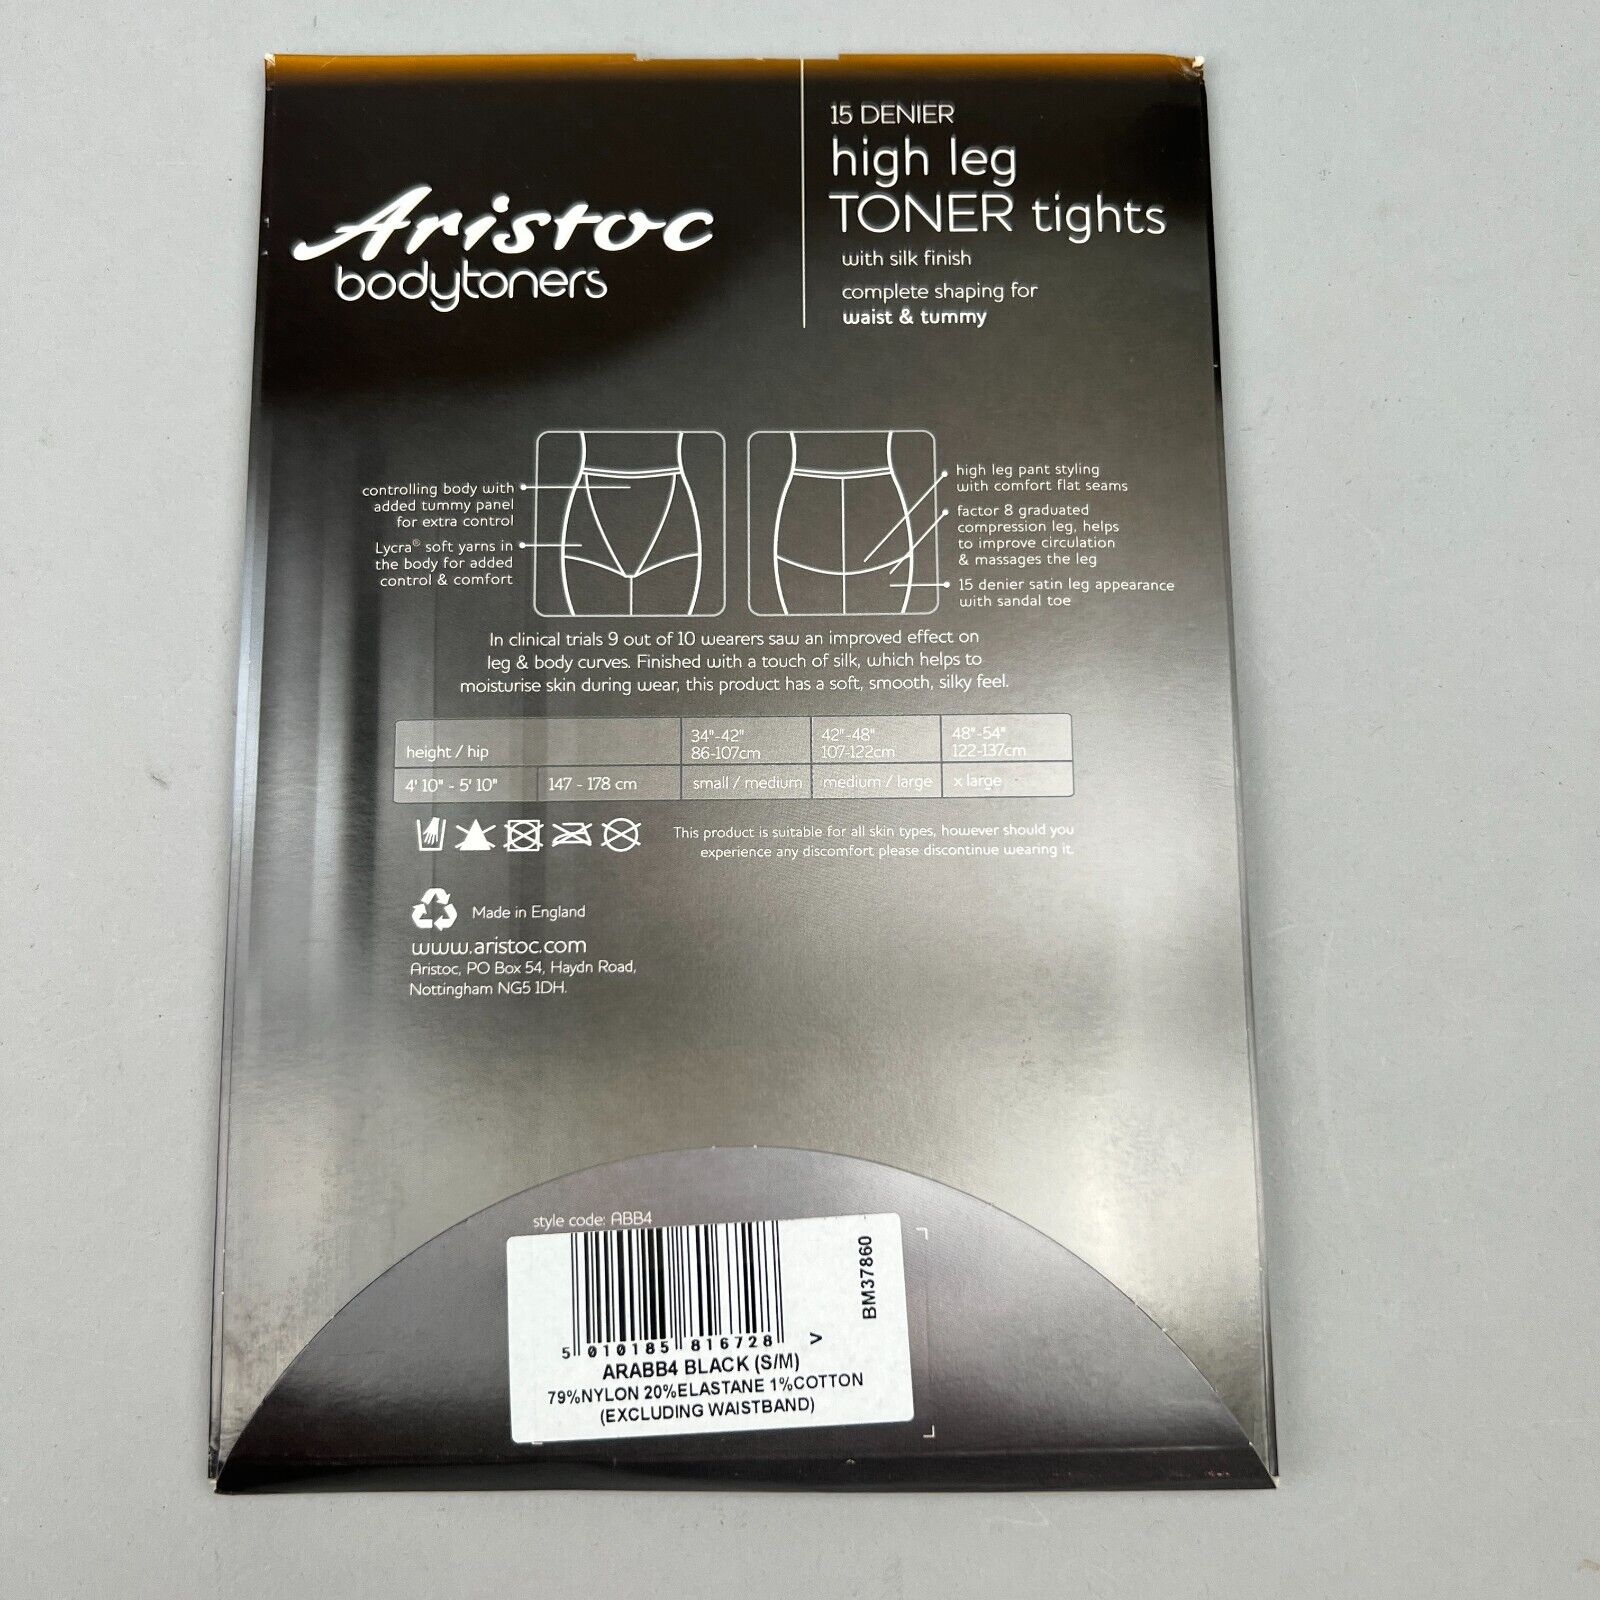 Aristoc
bodytoners
15 DENIER
high leg
TONER tights
with silk finish
complete shaping for
waist & tummy
controlling body with
added tummy panel
for extra control
Lycra® soft yarns in
the body for added
control & comfort
high leg pant styling
with comfort flat seams
factor 8 graduated
compression leg, helps
to improve circulation
& massages the leg
15 denier satin leg appearance
with sandal toe
In clinical trials 9 out of 10 wearers saw an improved effect on
leg & body curves. Finished with a touch of silk, which helps to
moisturise skin during wear, this product has a soft, smooth, silky feel.
height / hip
34"-42"
86-107cm
42"-48"
107-122cm
48"-54"
122-137cm
4' 10" - 5' 10"
147 - 178 cm
small / medium
medium / large
x large
This product is suitable for all skin types, however should you
experience any discomfort please discontinue wearing it.
Made in England
www.aristoc.com
Aristoc, PO Box 54, Haydn Road,
Nottingham NG5 1DH.
style code: ABB4
5 010185 816728 >
BM37860
ARABB4 BLACK (S/M)
79%NYLON 20%ELASTANE 1%COTTON
(EXCLUDING WAISTBAND)